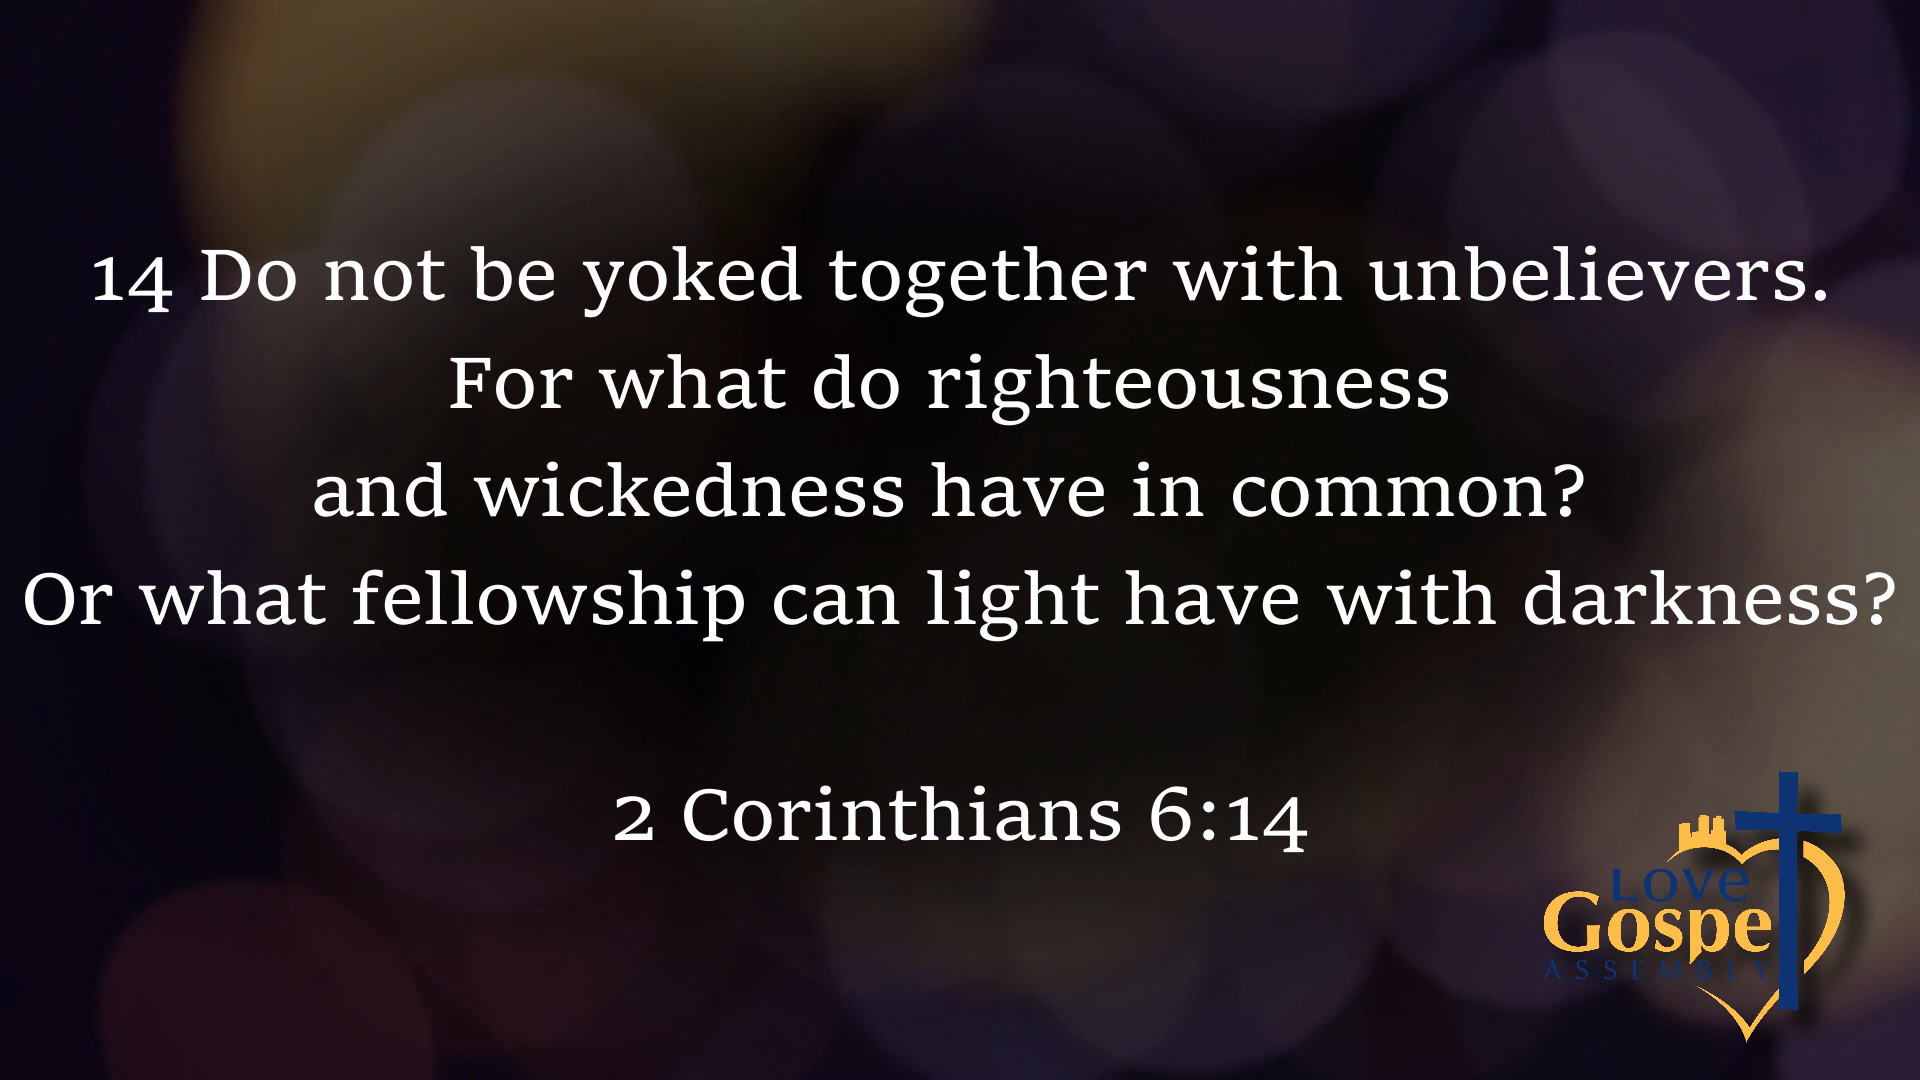 14 Do not be yoked together with unbelievers.
For what do righteousness
and wickedness have in common?
Or what fellowship can light have with darkness?
2 Corinthians 6:14
LOVE
Gospel
ASSEMBLY